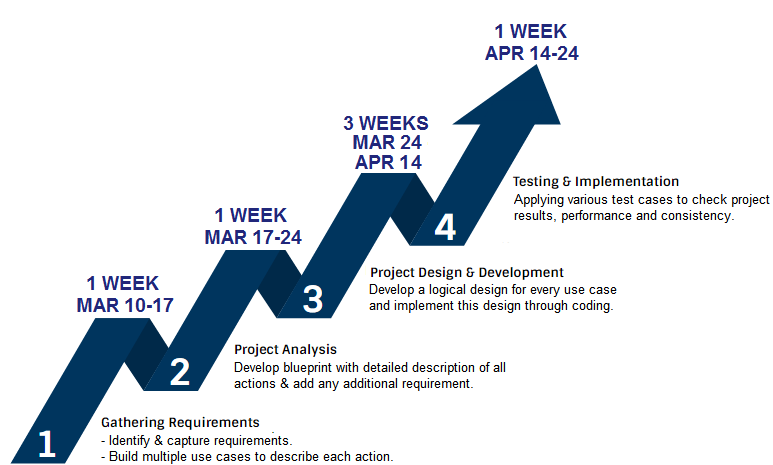 1 WEEK
APR 14-24
3 WEEKS
MAR 24
APR 14
1 WEEK
MAR 17-24
1 WEEK
MAR 10-17
4
Testing & Implementation
Applying various test cases to check project
results, performance and consistency.
3
Project Design & Development
Develop a logical design for every use case
and implement this design through coding.
2
Project Analysis
Develop blueprint with detailed description of all
actions & add any additional requirement.
1
Gathering Requirements
- Identify & capture requirements.
- Build multiple use cases to describe each action.